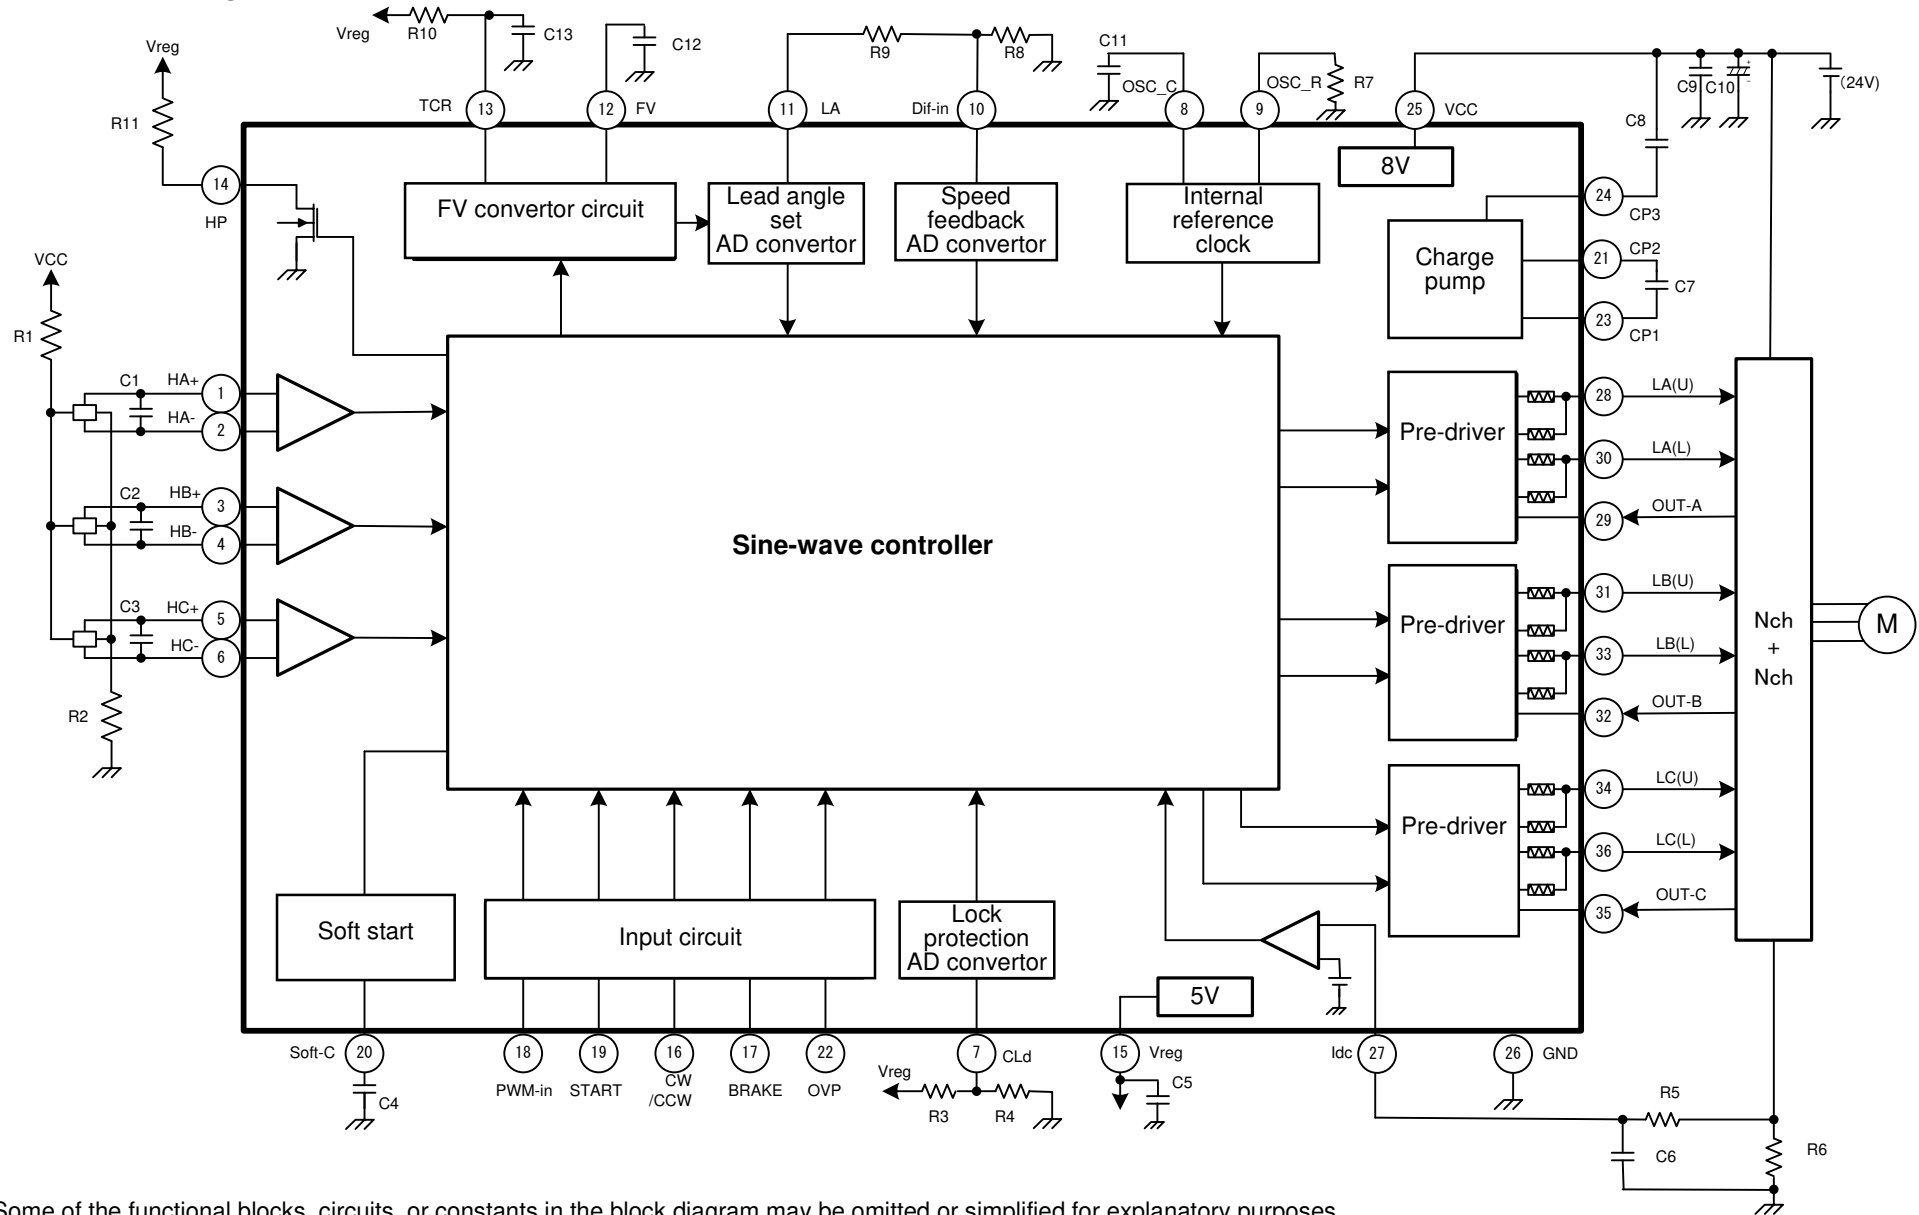 Vreg
R10
C13
C12
R9
R8
C11
OSC_C
OSC_R
R7
C9
C10
+
-
(24V)
Vreg
R11
TCR
13
12
FV
11
LA
Dif-in
10
8
9
25
VCC
C8
14
HP
FV convertor circuit
Lead angle
set
AD convertor
Speed
feedback
AD convertor
Internal
reference
clock
8V
24
CP3
Charge
pump
21
CP2
C7
23
CP1
VCC
R1
C1
HA+
1
HA-
2
C2
HB+
3
HB-
4
C3
HC+
5
HC-
6
R2
Sine-wave controller
Pre-driver
28
LA(U)
30
LA(L)
29
OUT-A
Pre-driver
31
LB(U)
33
LB(L)
32
OUT-B
Pre-driver
34
LC(U)
36
LC(L)
35
OUT-C
Nch
+
Nch
M
Soft start
Input circuit
Lock
protection
AD convertor
5V
Soft-C
20
C4
18
PWM-in
19
START
16
CW
/CCW
17
BRAKE
22
OVP
7
CLd
Vreg
R3
R4
15
Vreg
C5
Idc
27
26
GND
R5
C6
R6
Some of the functional blocks, circuits, or constants in the block diagram may be omitted or simplified for explanatory purposes